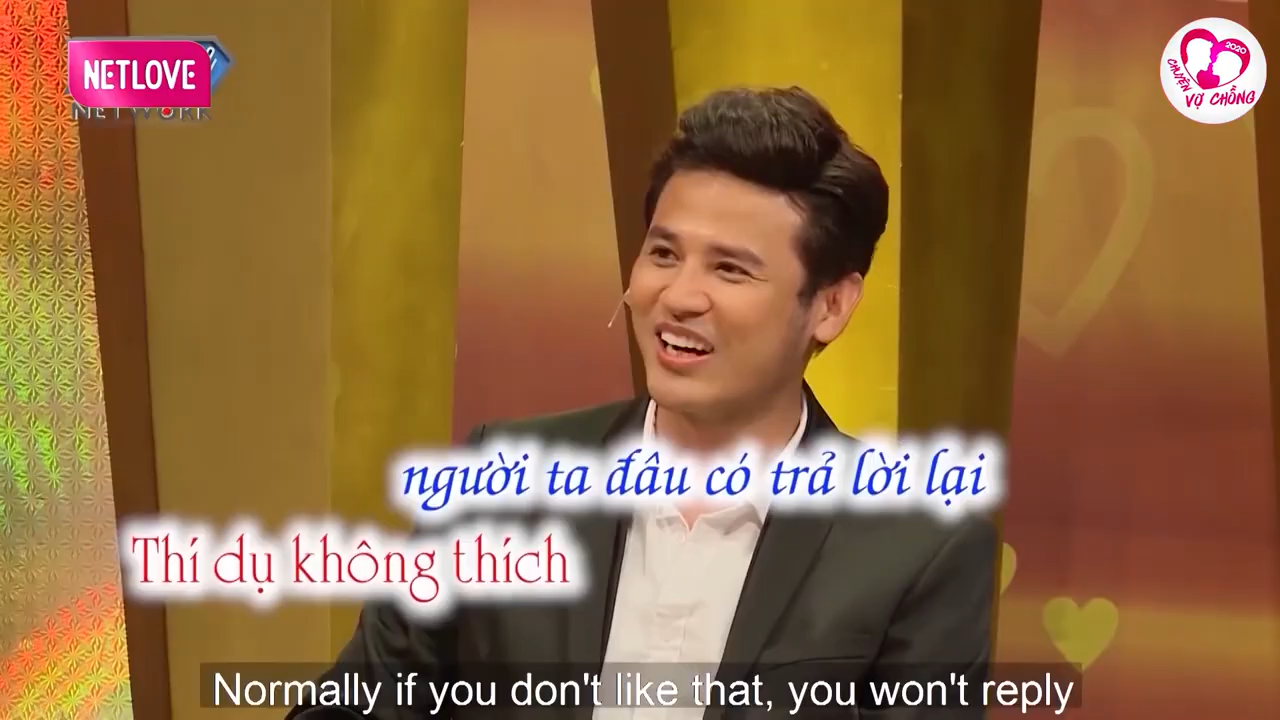 NETLOVE
NETWORK
2020
CHUYỆN
VỢ CHỒNG
người ta đâu có trả lời lại
Thí dụ không thích
Normally if you don't like that, you won't reply